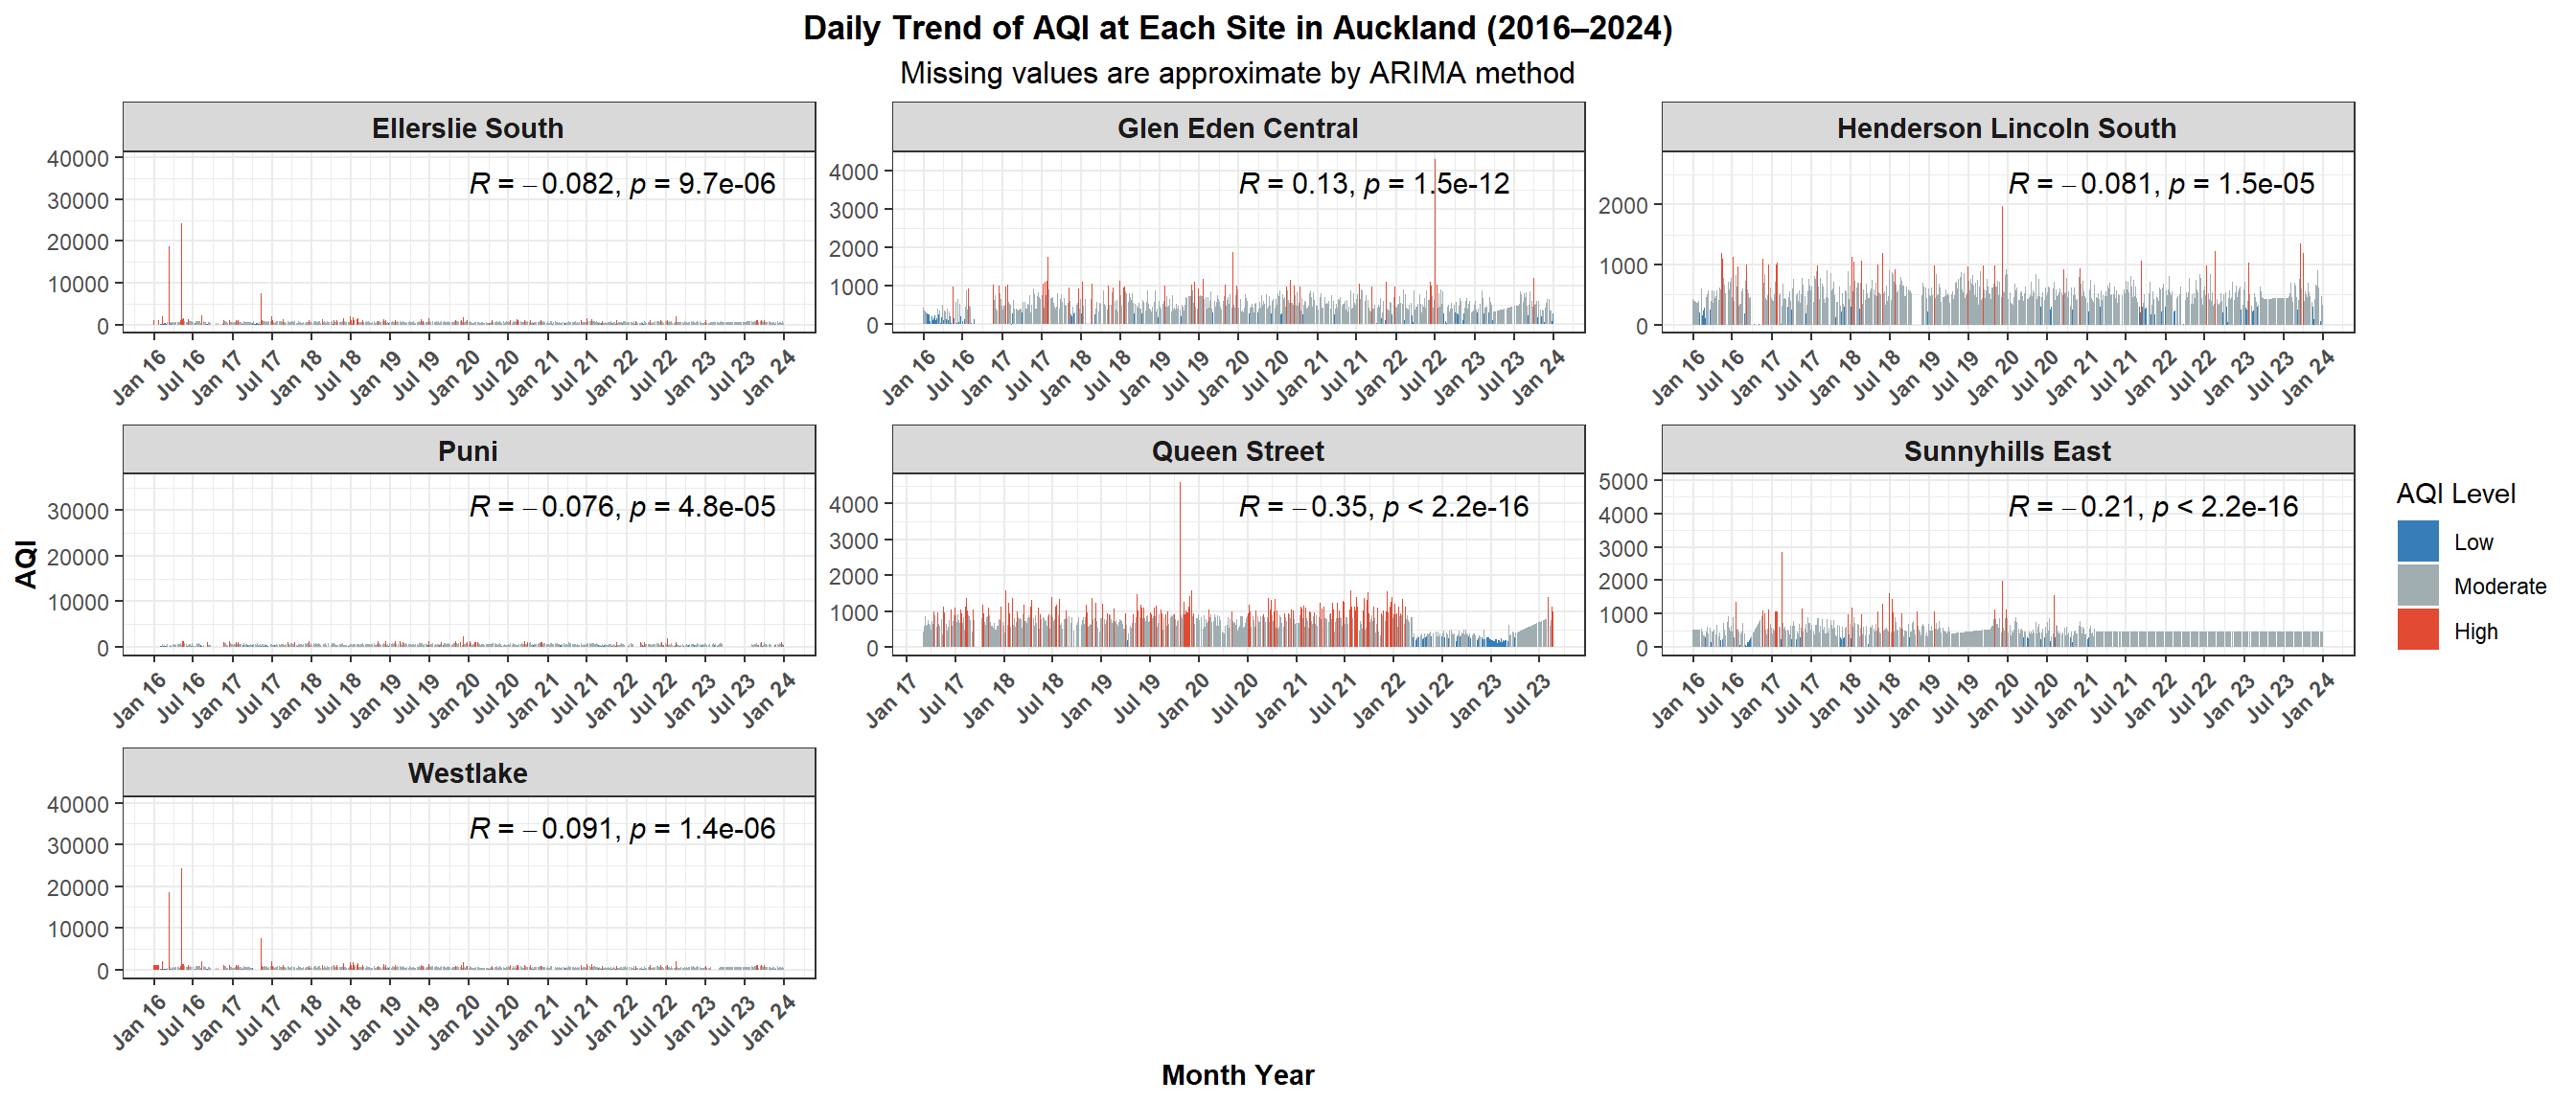 Daily Trend of AQI at Each Site in Auckland (2016–2024)
Missing values are approximate by ARIMA method
Ellerslie South
R = −0.082, p = 9.7e-06
40000
30000
20000
10000
0
Jan 16 Jul 16 Jan 17 Jul 17 Jan 18 Jul 18 Jan 19 Jul 19 Jan 20 Jul 20 Jan 21 Jul 21 Jan 22 Jul 22 Jan 23 Jul 23 Jan 24
Glen Eden Central
R = 0.13, p = 1.5e-12
4000
3000
2000
1000
0
Jan 16 Jul 16 Jan 17 Jul 17 Jan 18 Jul 18 Jan 19 Jul 19 Jan 20 Jul 20 Jan 21 Jul 21 Jan 22 Jul 22 Jan 23 Jul 23 Jan 24
Henderson Lincoln South
R = −0.081, p = 1.5e-05
2000
1000
0
Jan 16 Jul 16 Jan 17 Jul 17 Jan 18 Jul 18 Jan 19 Jul 19 Jan 20 Jul 20 Jan 21 Jul 21 Jan 22 Jul 22 Jan 23 Jul 23 Jan 24
AQI
Puni
R = −0.076, p = 4.8e-05
30000
20000
10000
0
Jan 16 Jul 16 Jan 17 Jul 17 Jan 18 Jul 18 Jan 19 Jul 19 Jan 20 Jul 20 Jan 21 Jul 21 Jan 22 Jul 22 Jan 23 Jul 23 Jan 24
Queen Street
R = −0.35, p < 2.2e-16
4000
3000
2000
1000
0
Jan 17 Jul 17 Jan 18 Jul 18 Jan 19 Jul 19 Jan 20 Jul 20 Jan 21 Jul 21 Jan 22 Jul 22 Jan 23 Jul 23
Sunnyhills East
R = −0.21, p < 2.2e-16
5000
4000
3000
2000
1000
0
Jan 16 Jul 16 Jan 17 Jul 17 Jan 18 Jul 18 Jan 19 Jul 19 Jan 20 Jul 20 Jan 21 Jul 21 Jan 22 Jul 22 Jan 23 Jul 23 Jan 24
AQI Level
Low
Moderate
High
Westlake
R = −0.091, p = 1.4e-06
40000
30000
20000
10000
0
Jan 16 Jul 16 Jan 17 Jul 17 Jan 18 Jul 18 Jan 19 Jul 19 Jan 20 Jul 20 Jan 21 Jul 21 Jan 22 Jul 22 Jan 23 Jul 23 Jan 24
Month Year